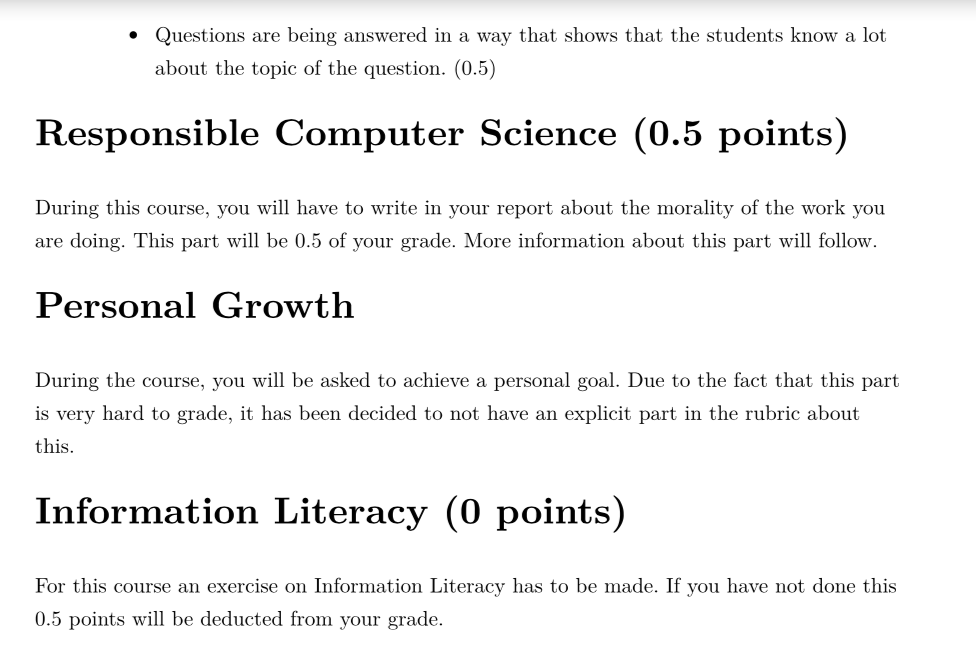 • Questions are being answered in a way that shows that the students know a lot
about the topic of the question. (0.5)
Responsible Computer Science (0.5 points)
During this course, you will have to write in your report about the morality of the work you
are doing. This part will be 0.5 of your grade. More information about this part will follow.
Personal Growth
During the course, you will be asked to achieve a personal goal. Due to the fact that this part
is very hard to grade, it has been decided to not have an explicit part in the rubric about
this.
Information Literacy (0 points)
For this course an exercise on Information Literacy has to be made. If you have not done this
0.5 points will be deducted from your grade.